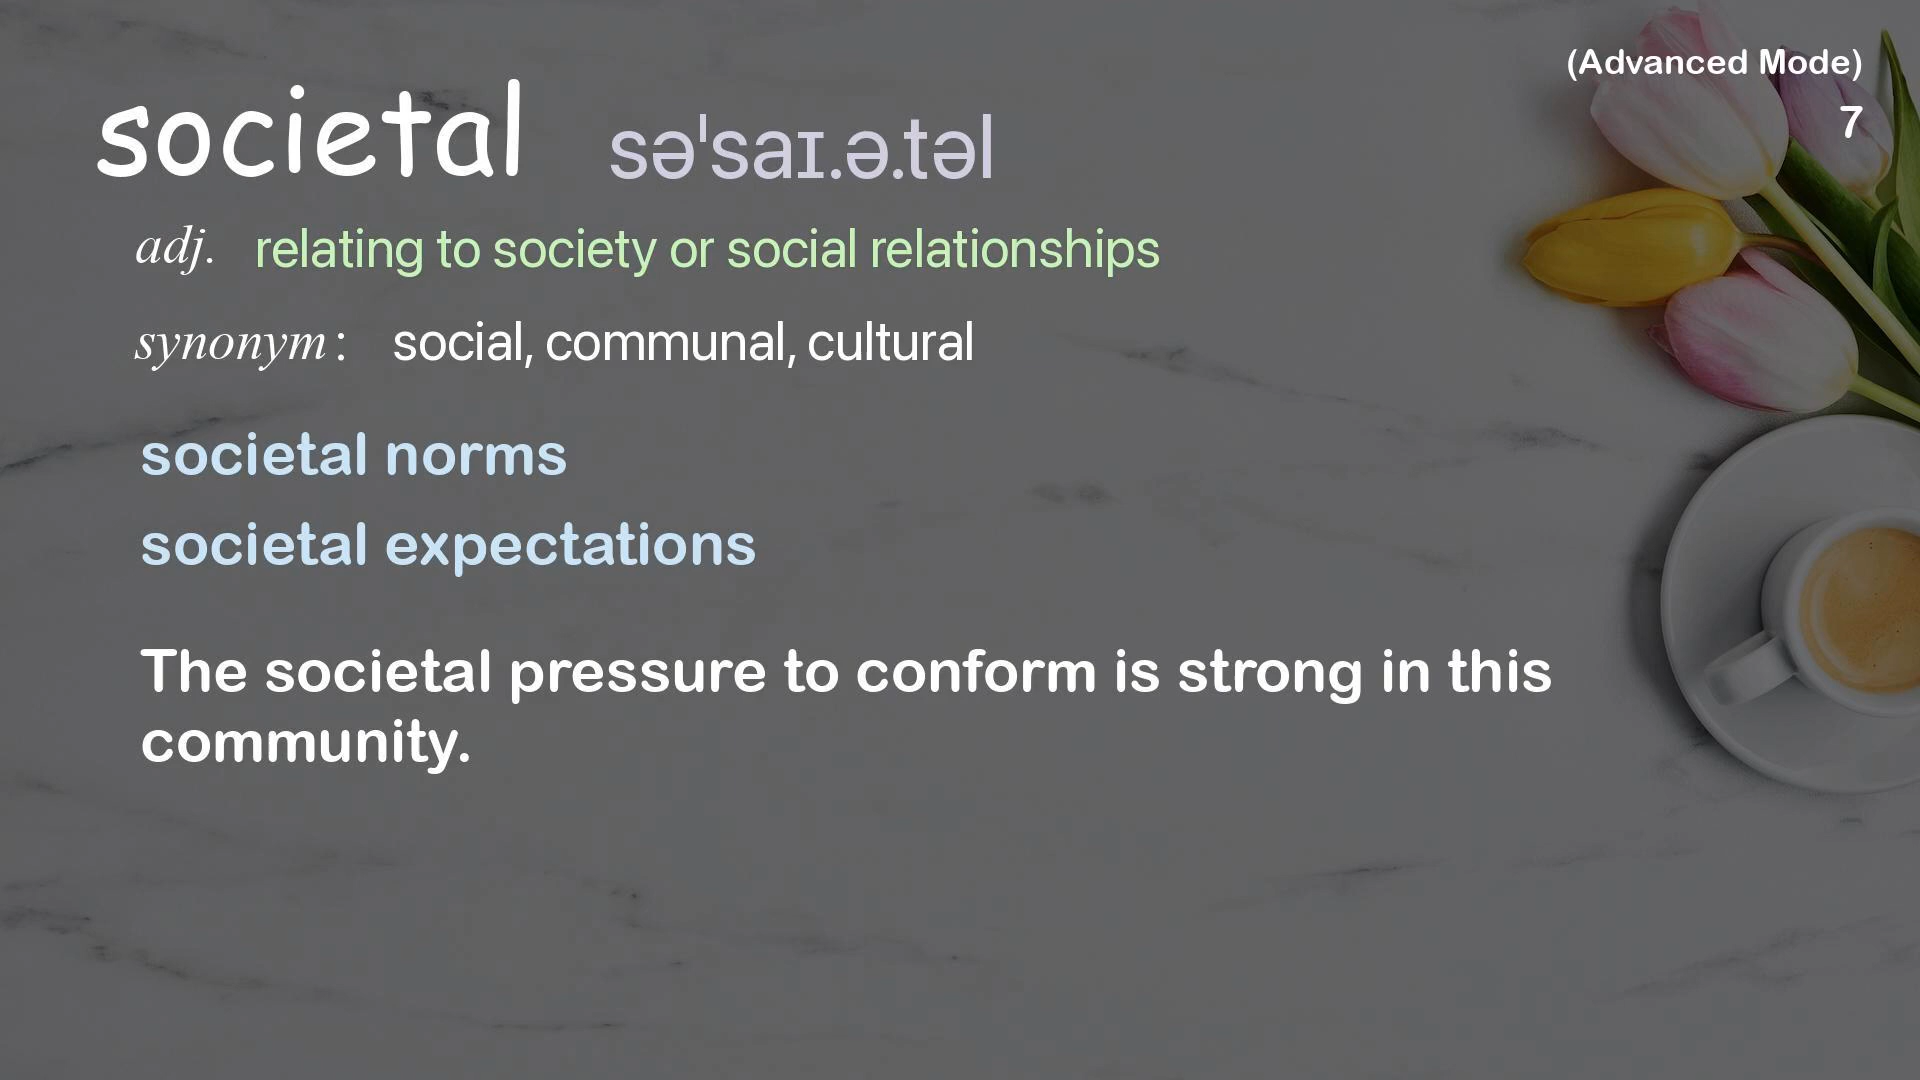 (Advanced Mode)
7
societal səˈsaɪ.ə.təl
adj. relating to society or social relationships
synonym: social, communal, cultural
societal norms
societal expectations
The societal pressure to conform is strong in this
community.